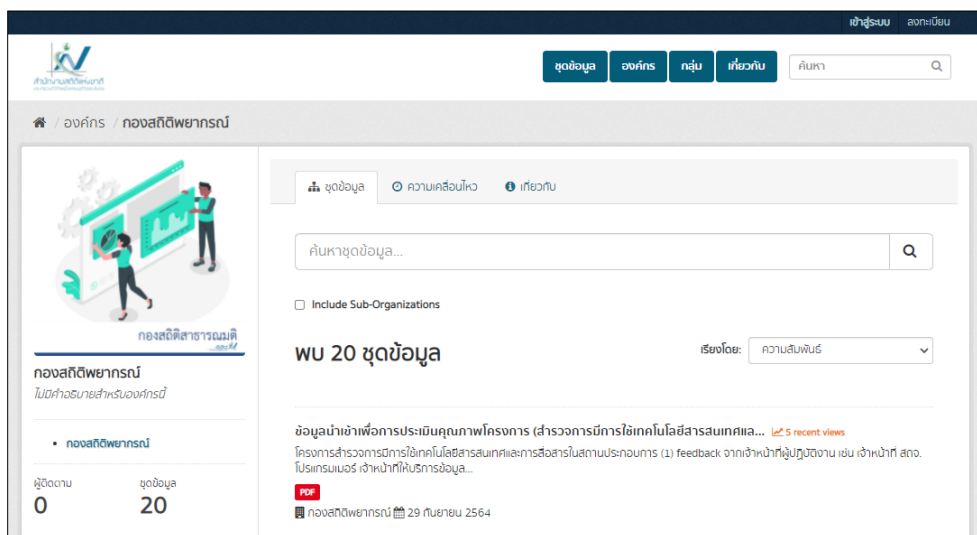 เข้าสู่ระบบ ลงทะเบียน
สำนักงานสถิติแห่งชาติ
ชุดข้อมูล องค์กร กลุ่ม เกี่ยวกับ ค้นหา
/ องค์กร / กองสถิติพยากรณ์
ชุดข้อมูล ความเคลื่อนไหว เกี่ยวกับ
ค้นหาชุดข้อมูล...
Include Sub-Organizations
กองสถิติสาธารณมติ
พบ 20 ชุดข้อมูล
เรียงโดย: ความสัมพันธ์
กองสถิติพยากรณ์
ไม่มีคำอธิบายสำหรับองค์กรนี้
• กองสถิติพยากรณ์
ผู้ติดตาม ชุดข้อมูล
0 20
ข้อมูลนำเข้าเพื่อการประเมินคุณภาพโครงการ (สำรวจการมีการใช้เทคโนโลยีสารสนเทศแล... 5 recent views
โครงการสำรวจการมีการใช้เทคโนโลยีสารสนเทศและการสื่อสารในสถานประกอบการ (1) feedback จากเจ้าหน้าที่ผู้ปฏิบัติงาน เช่น เจ้าหน้าที่ สถจ.
โปรแกรมเมอร์ เจ้าหน้าที่ให้บริการข้อมูล...
PDF
กองสถิติพยากรณ์ 29 กันยายน 2564